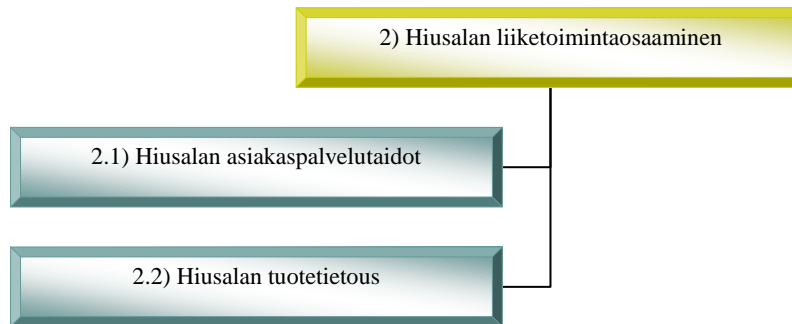 2) Hiusalan liiketoimintaosaaminen
2.1) Hiusalan asiakaspalvelutaidot
2.2) Hiusalan tuotetietous